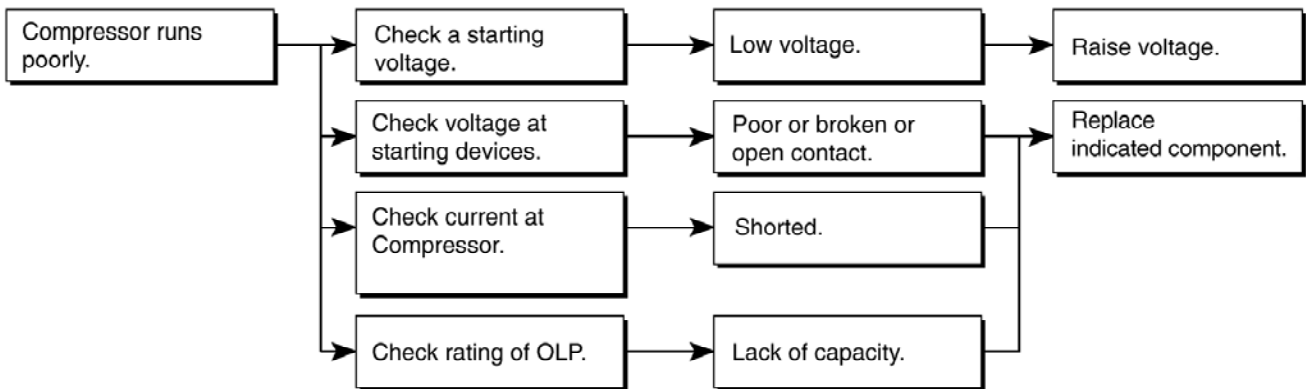 Compressor runs
poorly.
Check a starting
voltage.
Low voltage.
Raise voltage.
Check voltage at
starting devices.
Poor or broken or
open contact.
Replace
indicated component.
Check current at
Compressor.
Shorted.
Check rating of OLP.
Lack of capacity.